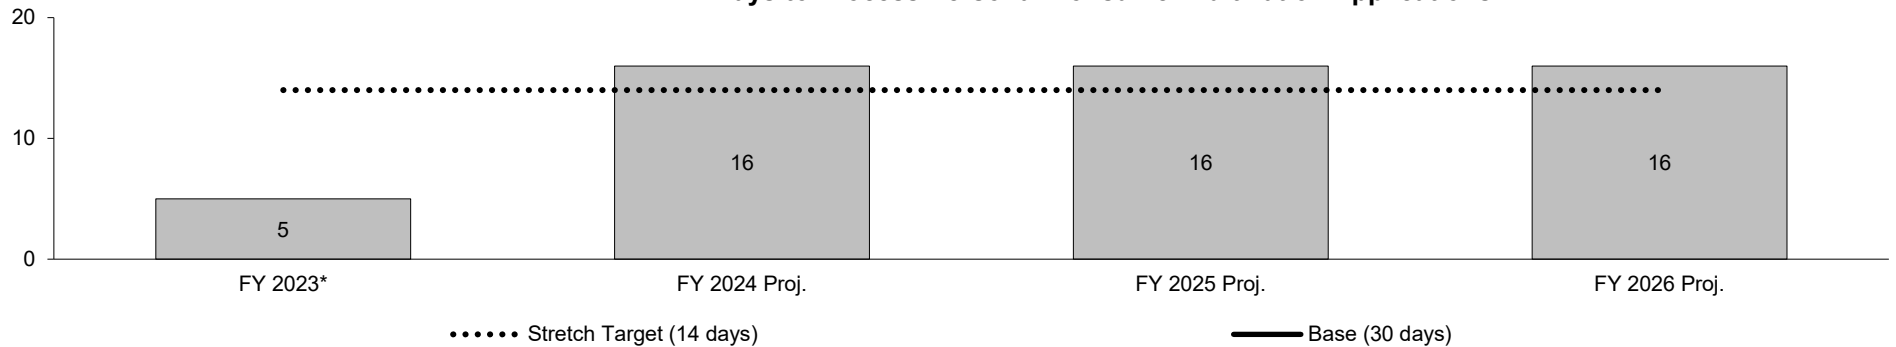 20
10
0
5
16
16
16
FY 2023*
FY 2024 Proj.
FY 2025 Proj.
FY 2026 Proj.
Stretch Target (14 days)
Base (30 days)